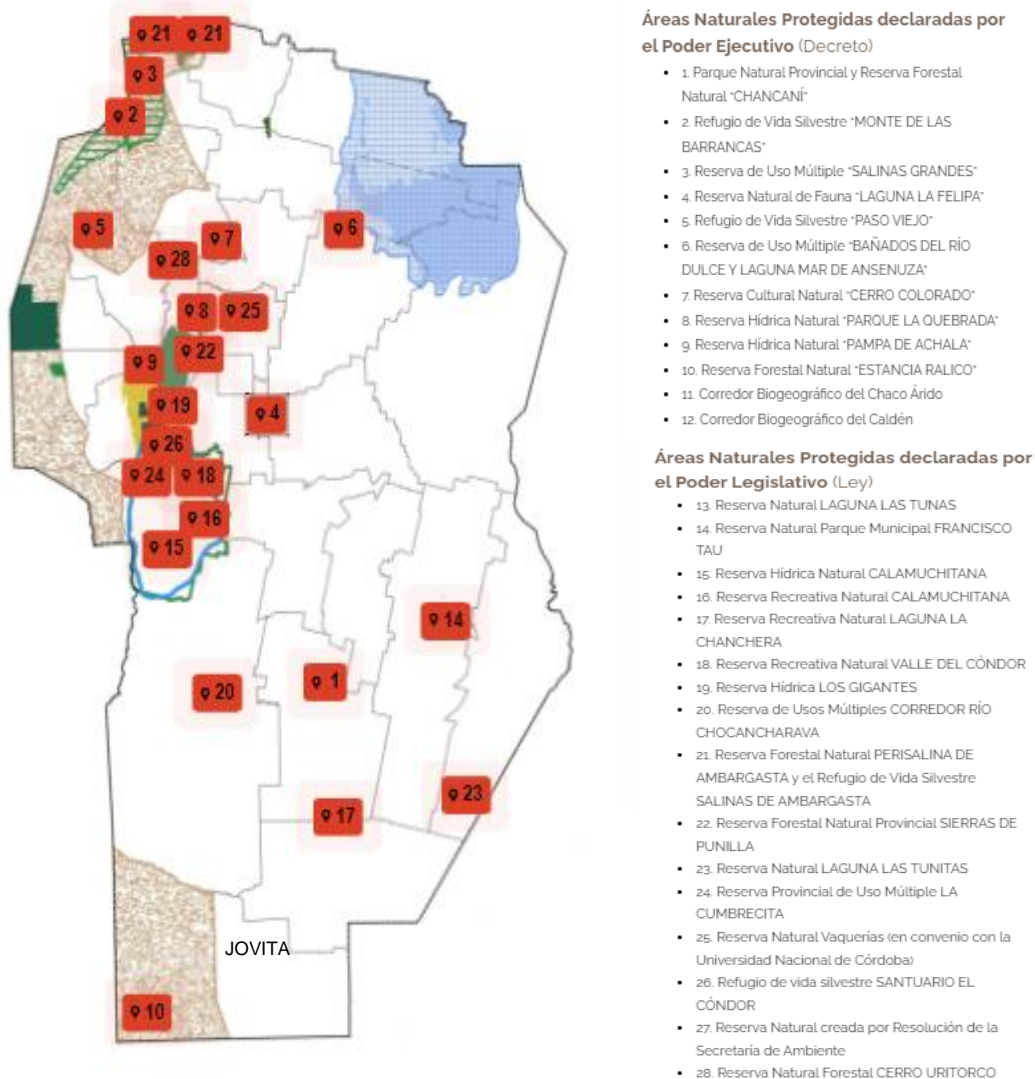 21
21
3
2
5
6
7
28
8
25
22
9
19
4
26
24
18
16
15
14
1
20
23
17
JOVITA
10
Áreas Naturales Protegidas declaradas por
el Poder Ejecutivo (Decreto)
• 1. Parque Natural Provincial y Reserva Forestal
Natural "CHANCANÍ"
• 2. Refugio de Vida Silvestre "MONTE DE LAS
BARRANCAS"
• 3. Reserva de Uso Múltiple "SALINAS GRANDES"
• 4. Reserva Natural de Fauna "LAGUNA LA FELIPA"
• 5. Refugio de Vida Silvestre "PASO VIEJO"
• 6. Reserva de Uso Múltiple "BAÑADOS DEL RÍO
DULCE Y LAGUNA MAR DE ANSENUZA"
• 7. Reserva Cultural Natural "CERRO COLORADO"
• 8. Reserva Hídrica Natural "PARQUE LA QUEBRADA"
• 9. Reserva Hídrica Natural "PAMPA DE ACHALA"
• 10. Reserva Forestal Natural "ESTANCIA RALICO"
• 11. Corredor Biogeográfico del Chaco Árido
• 12. Corredor Biogeográfico del Caldén
Áreas Naturales Protegidas declaradas por
el Poder Legislativo (Ley)
• 13. Reserva Natural LAGUNA LAS TUNAS
• 14. Reserva Natural Parque Municipal FRANCISCO
TAU
• 15. Reserva Hídrica Natural CALAMUCHITANA
• 16. Reserva Recreativa Natural CALAMUCHITANA
• 17. Reserva Recreativa Natural LAGUNA LA
CHANCHERA
• 18. Reserva Recreativa Natural VALLE DEL CÓNDOR
• 19. Reserva Hídrica LOS GIGANTES
• 20. Reserva de Usos Múltiples CORREDOR RÍO
CHOCANCHARAVA
• 21. Reserva Forestal Natural PERISALINA DE
AMBARGASTA y el Refugio de Vida Silvestre
SALINAS DE AMBARGASTA
• 22. Reserva Forestal Natural Provincial SIERRAS DE
PUNILLA
• 23. Reserva Natural LAGUNA LAS TUNITAS
• 24. Reserva Provincial de Uso Múltiple LA
CUMBRECITA
• 25. Reserva Natural Vaquerías (en convenio con la
Universidad Nacional de Córdoba)
• 26. Refugio de vida silvestre SANTUARIO EL
CÓNDOR
• 27. Reserva Natural creada por Resolución de la
Secretaría de Ambiente
• 28. Reserva Natural Forestal CERRO URITORCO